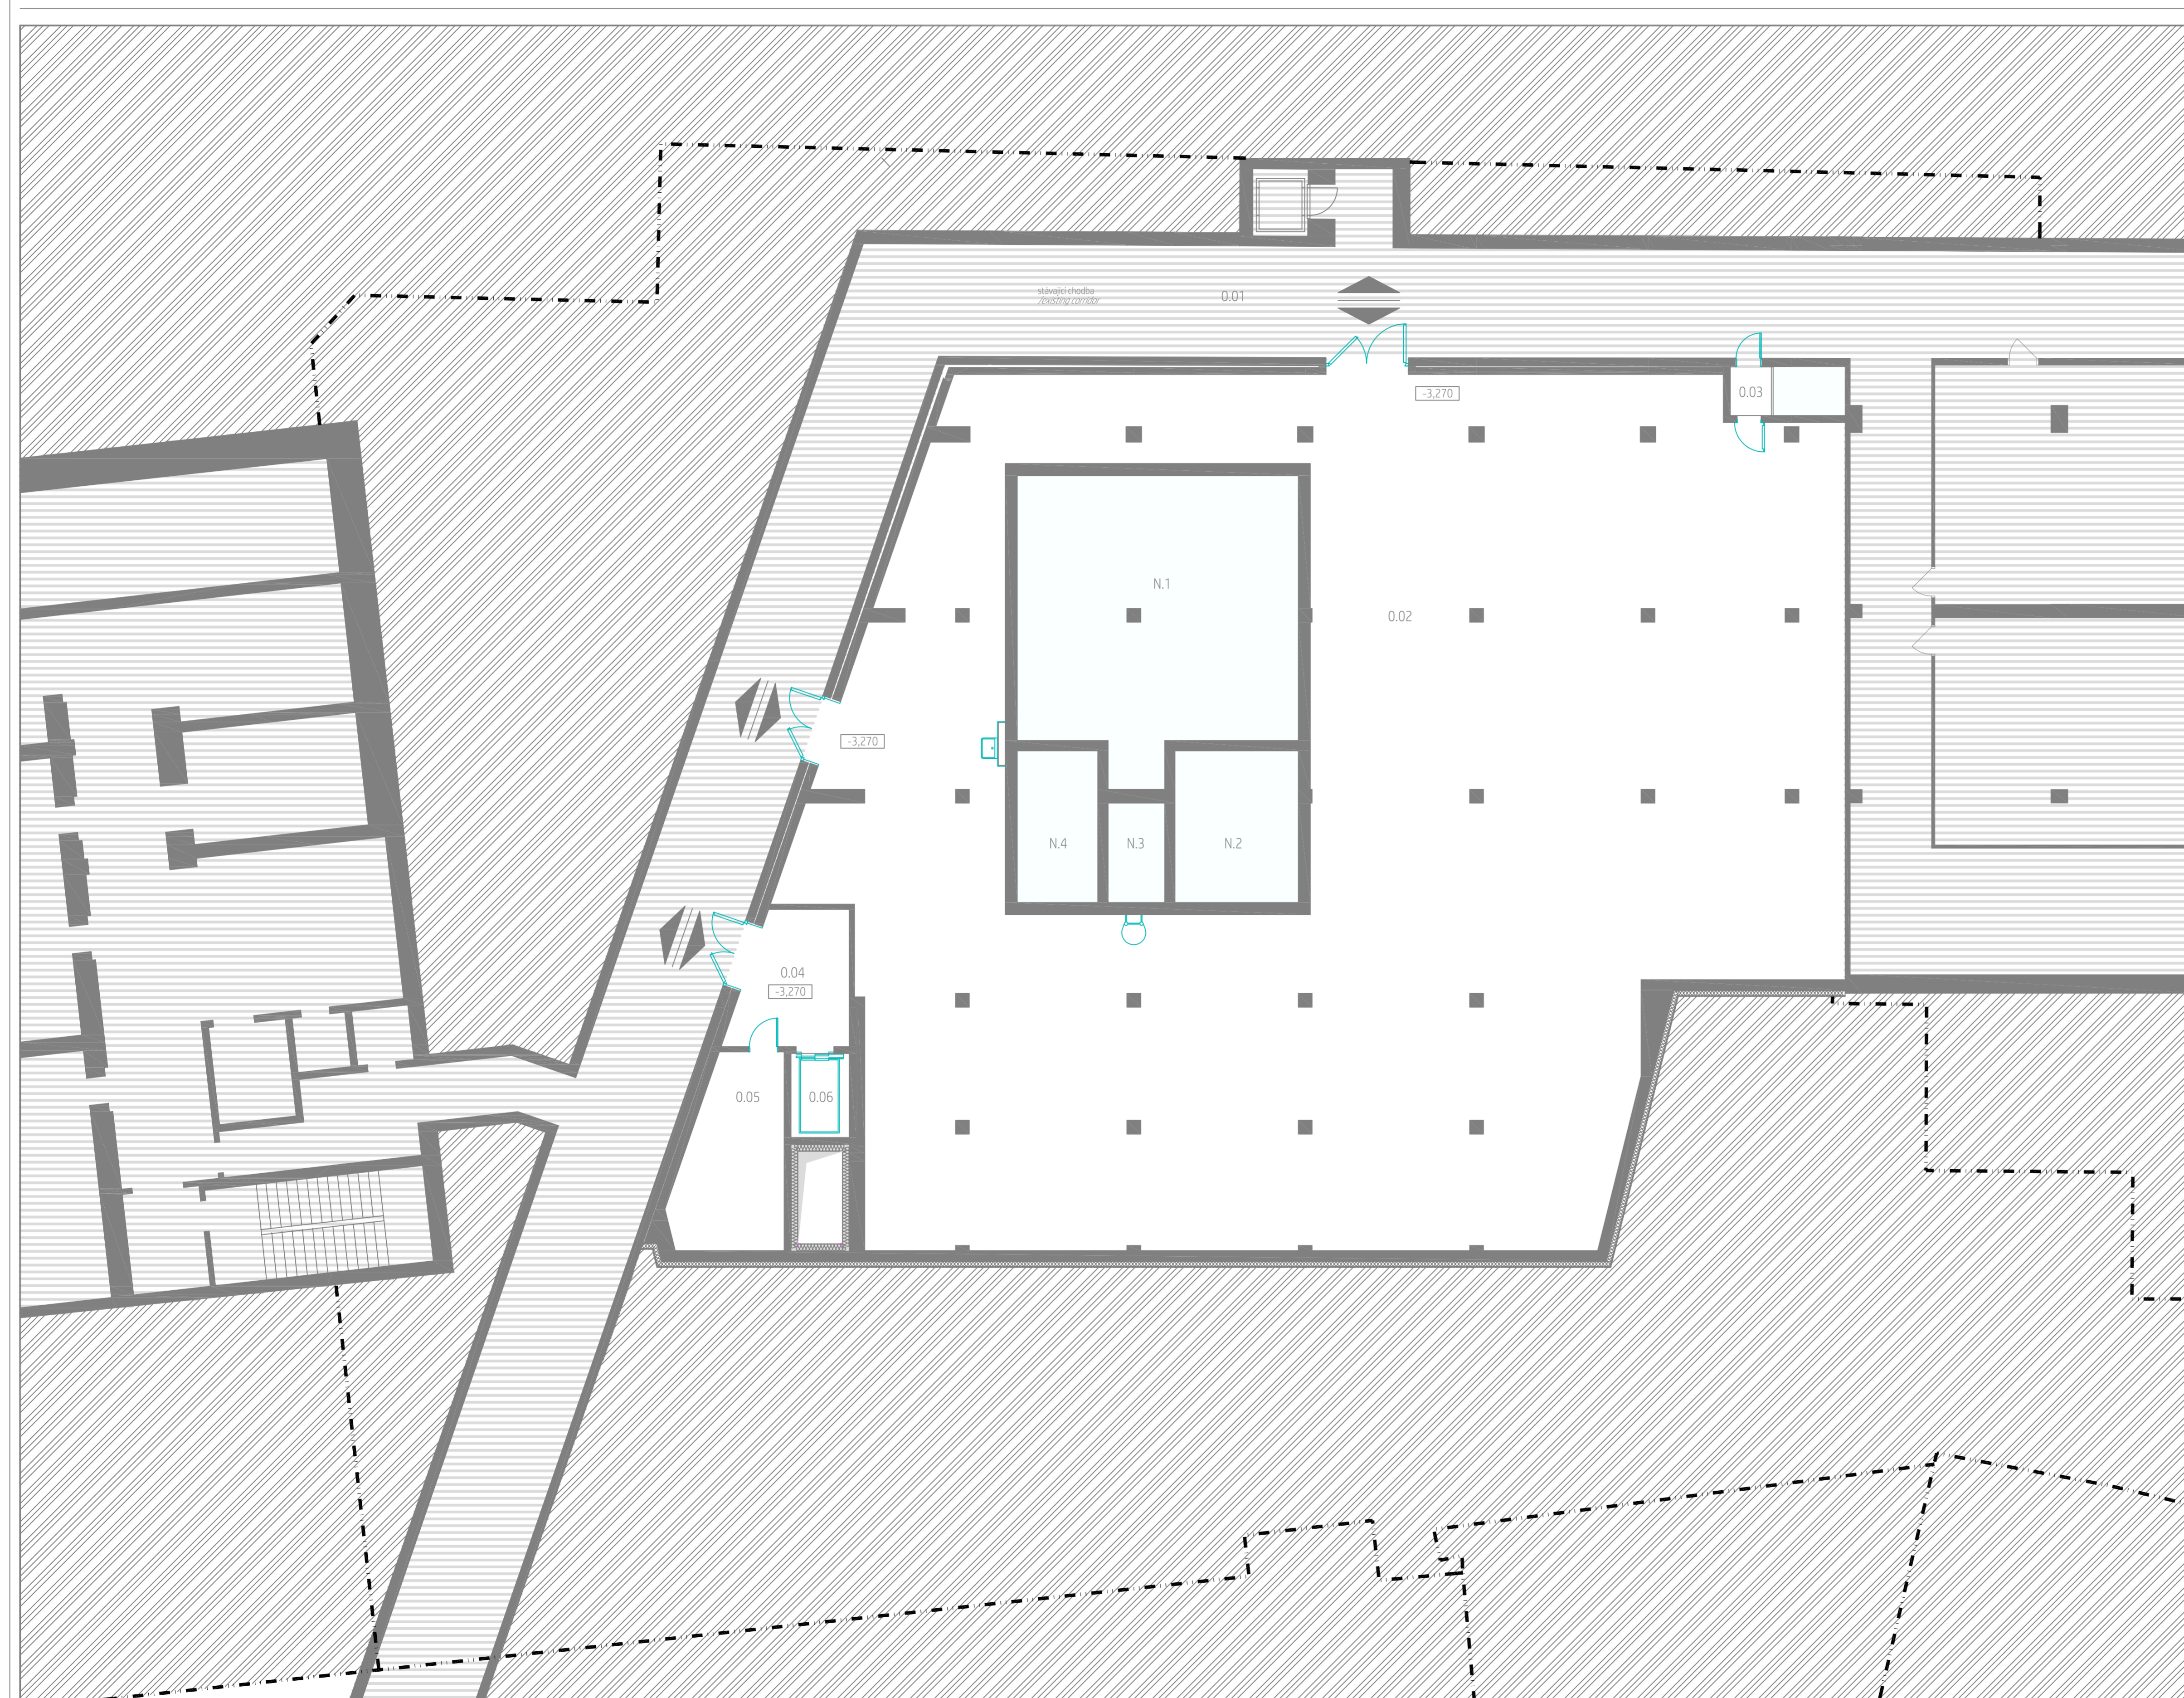 stávající chodba
/existing corridor
0.01
-3,270
0.03
N.1
0.02
-3,270
N.4
N.3
N.2
0.04
-3,270
0.05
0.06